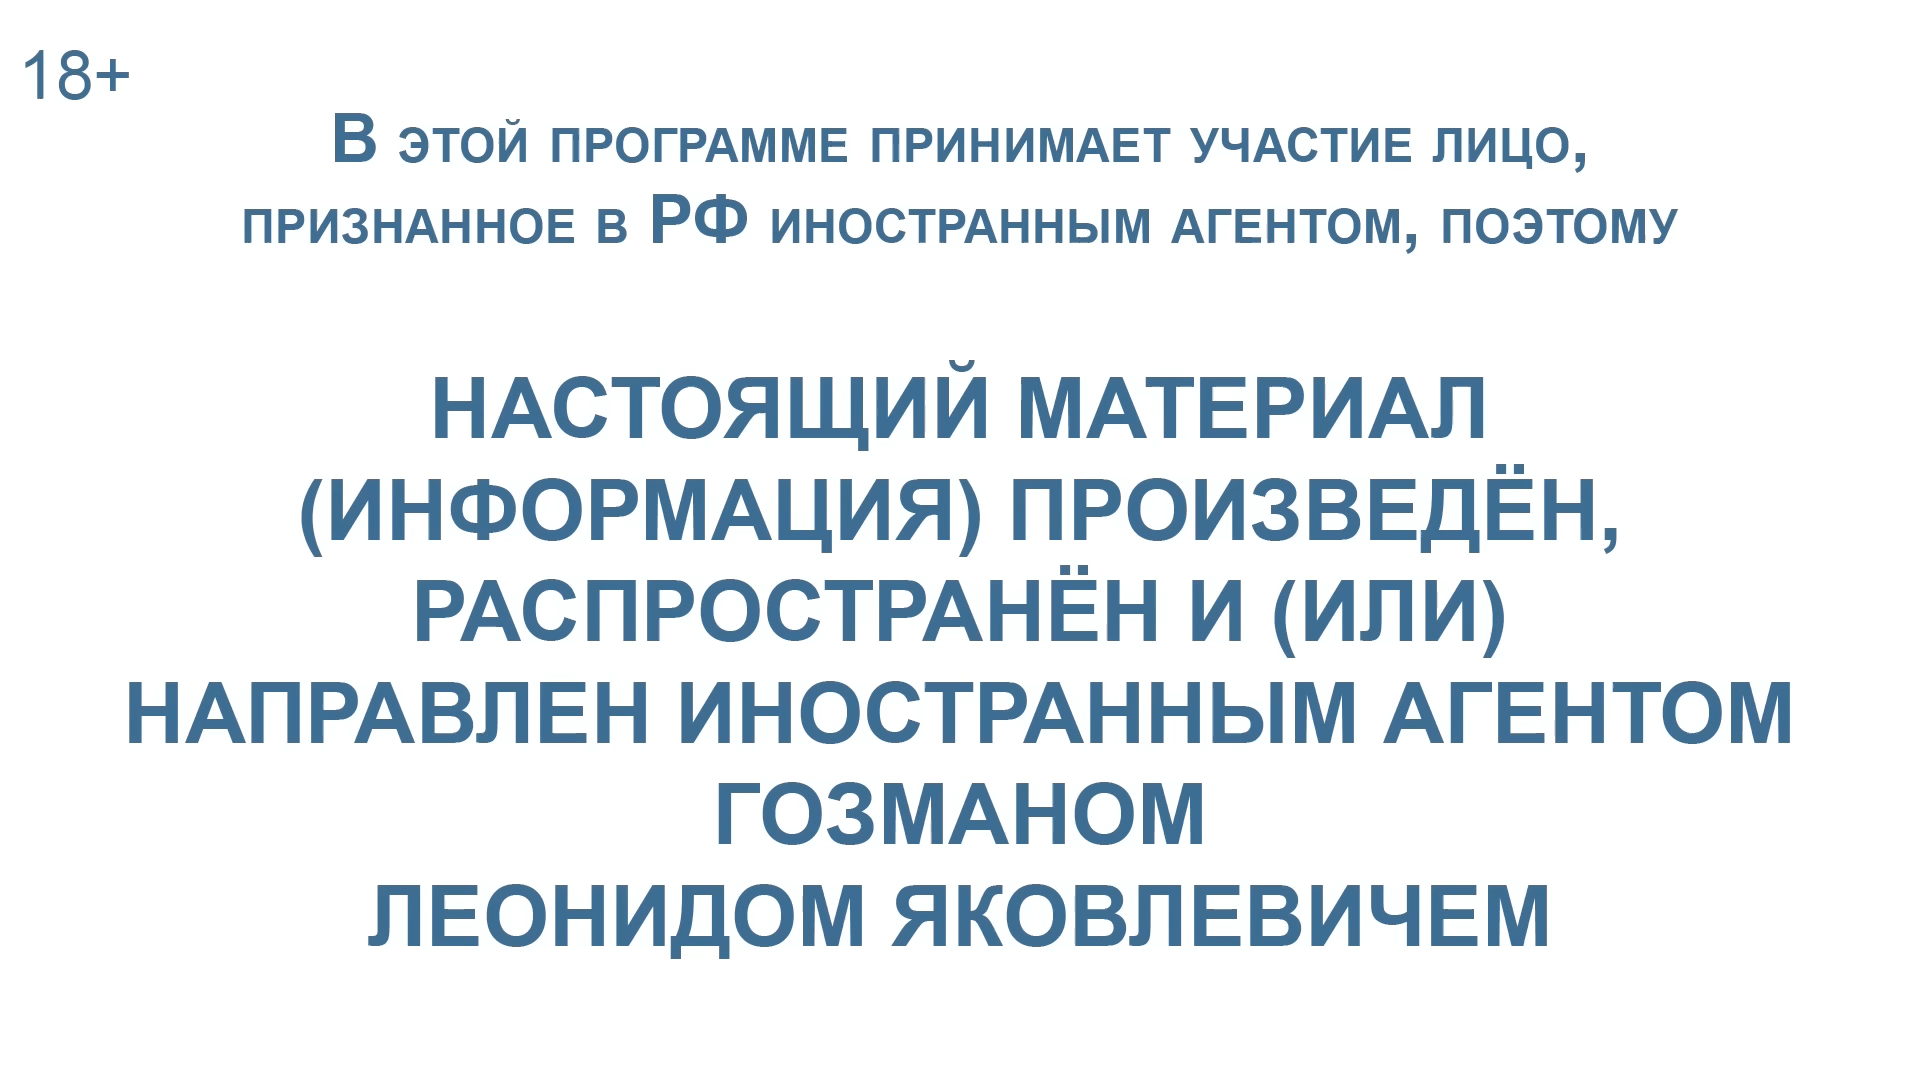 18+
В ЭТОЙ ПРОГРАММЕ ПРИНИМАЕТ УЧАСТИЕ ЛИЦО,
ПРИЗНАННОЕ В РФ ИНОСТРАННЫМ АГЕНТОМ, ПОЭТОМУ
НАСТОЯЩИЙ МАТЕРИАЛ
(ИНФОРМАЦИЯ) ПРОИЗВЕДЁН,
РАСПРОСТРАНЁН И (ИЛИ)
НАПРАВЛЕН ИНОСТРАННЫМ АГЕНТОМ
ГОЗМАНОМ
ЛЕОНИДОМ ЯКОВЛЕВИЧЕМ